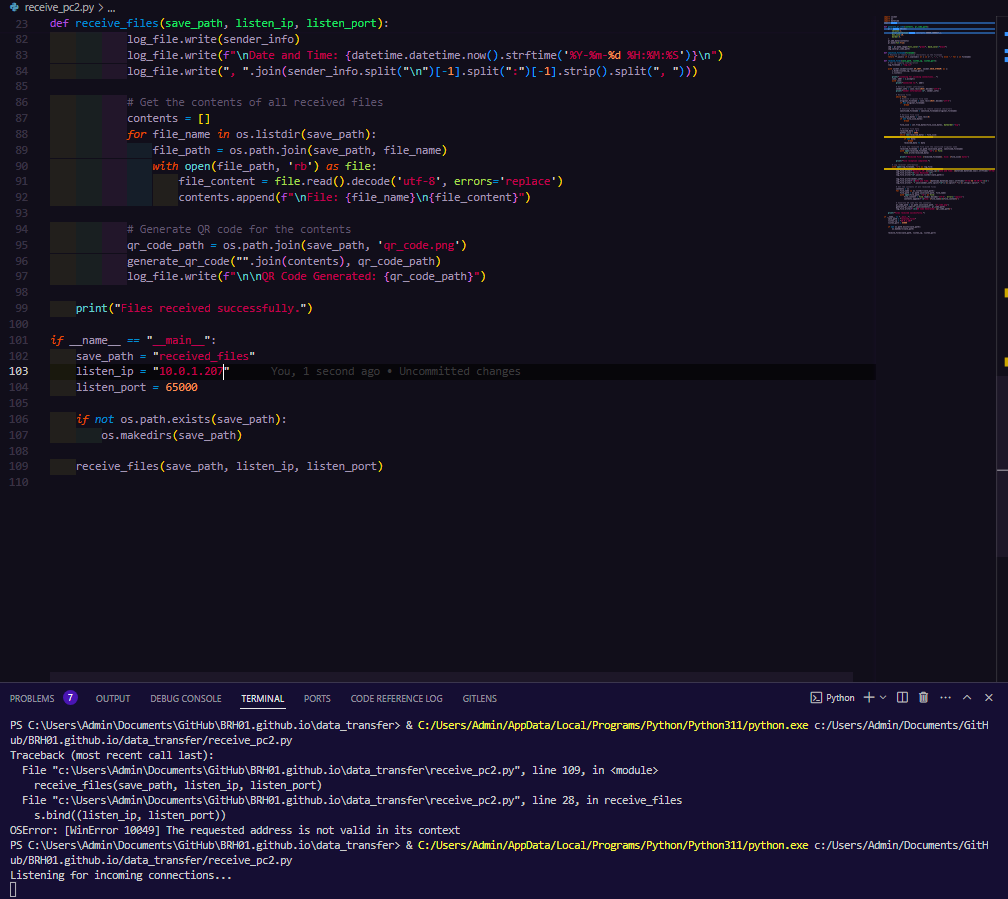 receive_pc2.py > ...
23 def receive_files(save_path, listen_ip, listen_port):
82 log_file.write(sender_info)
83 log_file.write(f"\nDate and Time: {datetime.datetime.now().strftime('%Y-%m-%d %H:%M:%S')}\n")
84 log_file.write(", ".join(sender_info.split("\n")[-1].split(":")[-1].strip().split(", ")))
85
86 # Get the contents of all received files
87 contents = []
88 for file_name in os.listdir(save_path):
89 file_path = os.path.join(save_path, file_name)
90 with open(file_path, 'rb') as file:
91 file_content = file.read().decode('utf-8', errors='replace')
92 contents.append(f"\nFile: {file_name}\n{file_content}")
93
94 # Generate QR code for the contents
95 qr_code_path = os.path.join(save_path, 'qr_code.png')
96 generate_qr_code("".join(contents), qr_code_path)
97 log_file.write(f"\n\nQR Code Generated: {qr_code_path}")
98
99 print("Files received successfully.")
100
101 if __name__ == "__main__":
102 save_path = "received_files"
103 listen_ip = "10.0.1.207" You, 1 second ago • Uncommitted changes
104 listen_port = 65000
105
106 if not os.path.exists(save_path):
107 os.makedirs(save_path)
108
109 receive_files(save_path, listen_ip, listen_port)
110
PROBLEMS 7 OUTPUT DEBUG CONSOLE TERMINAL PORTS CODE REFERENCE LOG GITLENS Python
PS C:\Users\Admin\Documents\GitHub\BRH01.github.io\data_transfer> & C:/Users/Admin/AppData/Local/Programs/Python/Python311/python.exe c:/Users/Admin/Documents/GitH
ub/BRH01.github.io/data_transfer/receive_pc2.py
Traceback (most recent call last):
File "c:\Users\Admin\Documents\GitHub\BRH01.github.io\data_transfer\receive_pc2.py", line 109, in <module>
receive_files(save_path, listen_ip, listen_port)
File "c:\Users\Admin\Documents\GitHub\BRH01.github.io\data_transfer\receive_pc2.py", line 28, in receive_files
s.bind((listen_ip, listen_port))
OSError: [WinError 10049] The requested address is not valid in its context
PS C:\Users\Admin\Documents\GitHub\BRH01.github.io\data_transfer> & C:/Users/Admin/AppData/Local/Programs/Python/Python311/python.exe c:/Users/Admin/Documents/GitH
ub/BRH01.github.io/data_transfer/receive_pc2.py
Listening for incoming connections...